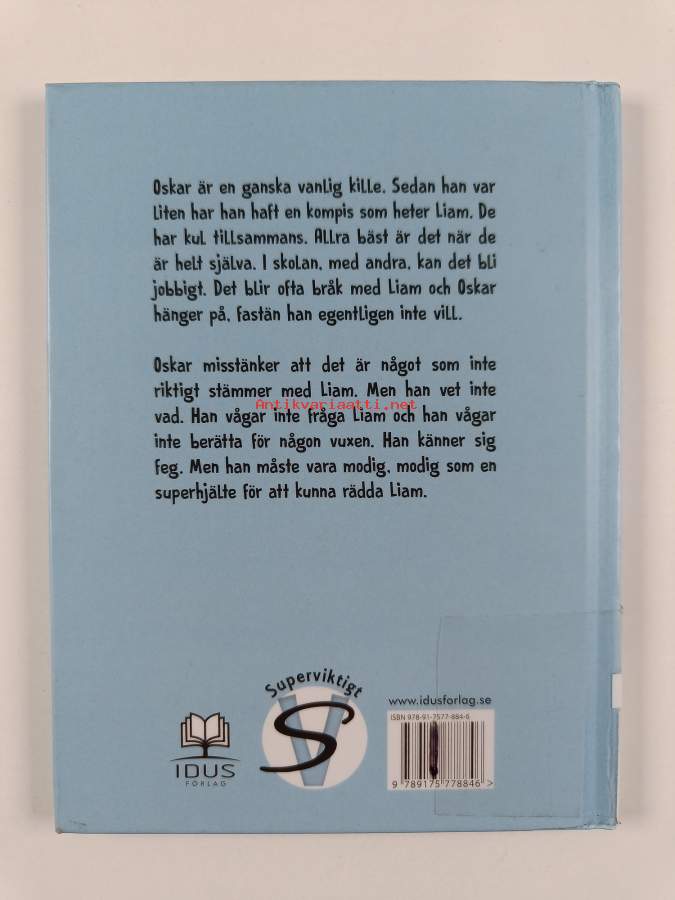 Oskar är en ganska vanlig kille. Sedan han var
liten har han haft en kompis som heter Liam. De
har kul tillsammans. Allra bäst är det när de
är helt själva. I skolan, med andra, kan det bli
jobbigt. Det blir ofta bråk med Liam och Oskar
hänger på, fastän han egentligen inte vill.
Oskar misstänker att det är något som inte
riktigt stämmer med Liam. Men han vet inte
Antikvariaatti.net
vad. Han vågar inte fråga Liam och han vågar
inte berätta för någon vuxen. Han känner sig
feg. Men han måste vara modig, modig som en
superhjälte för att kunna rädda Liam.
Superviktigt
SV
IDUS
FÖRLAG
www.idusforlag.se
ISBN 978-91-7577-884-6
9 789175 778846 >